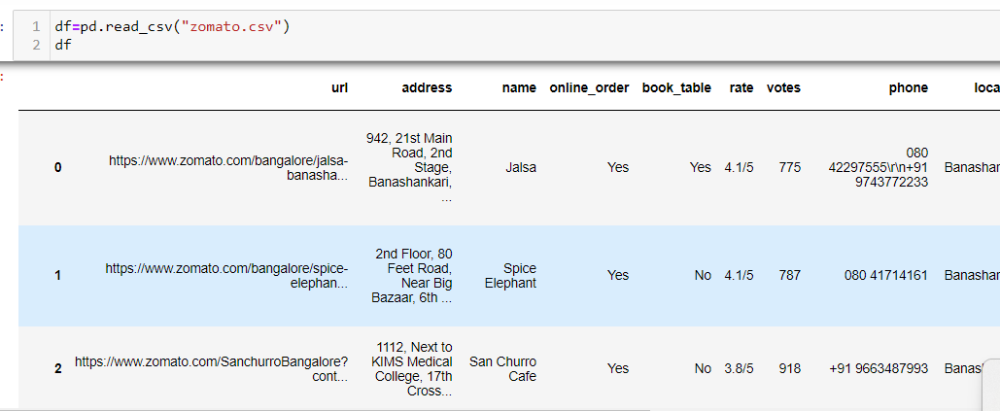 1 df=pd.read_csv("zomato.csv")
2 df
url address name online_order book_table rate votes phone loca
942, 21st Main
Road, 2nd
0 https://www.zomato.com/bangalore/jalsa- Stage, Jalsa Yes Yes 4.1/5 775 080
banasha... Banashankari, 42297555\r\n+91 Banashan
... 9743772233
2nd Floor, 80
1 https://www.zomato.com/bangalore/spice- Feet Road, Spice Yes No 4.1/5 787 080 41714161 Banashan
elephan... Near Big Elephant
Bazaar, 6th ...
1112, Next to
2 https://www.zomato.com/SanchurroBangalore? KIMS Medical San Churro Yes No 3.8/5 918 +91 9663487993 Banas
cont... College, 17th Cafe
Cross...